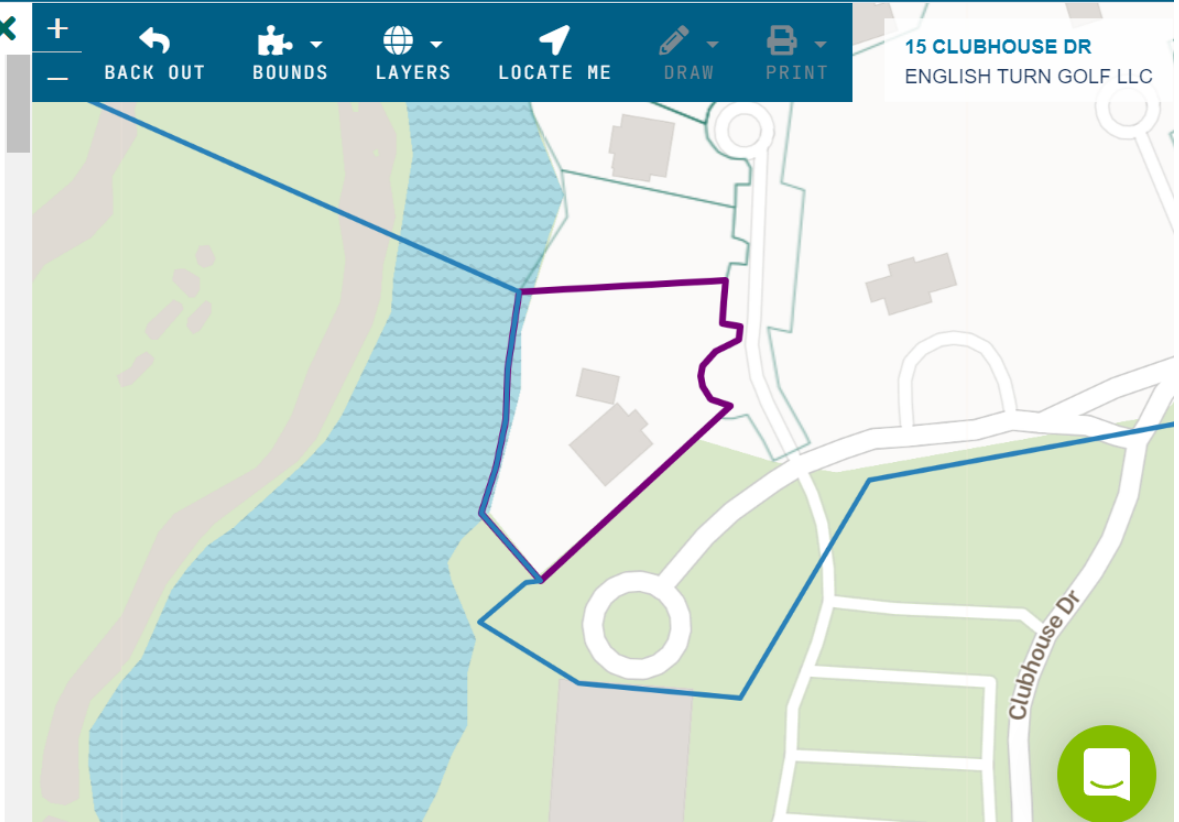 +
BACK OUT
BOUNDS
LAYERS
LOCATE ME
DRAW
PRINT
15 CLUBHOUSE DR
ENGLISH TURN GOLF LLC
Clubhouse Dr